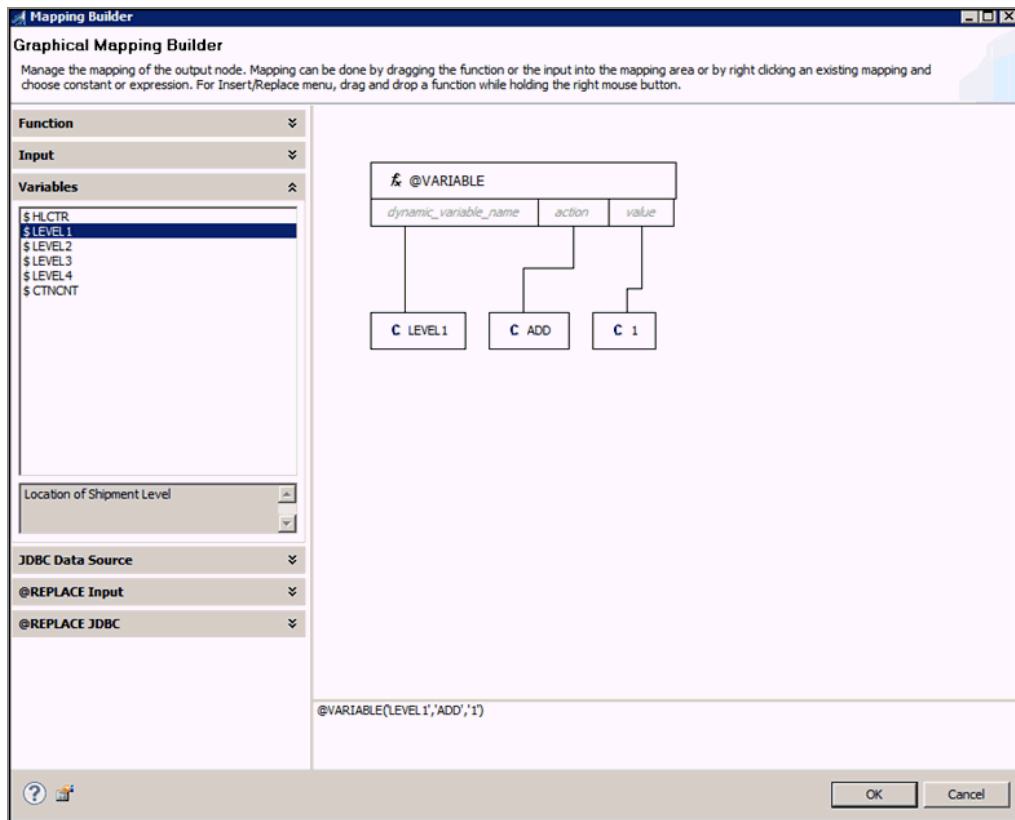 Mapping Builder
Graphical Mapping Builder
Manage the mapping of the output node. Mapping can be done by dragging the function or the input into the mapping area or by right clicking an existing mapping and
choose constant or expression. For Insert/Replace menu, drag and drop a function while holding the right mouse button.
Function
Input
Variables
$ HLCTR
$ LEVEL1
$ LEVEL2
$ LEVEL3
$ LEVEL4
$ CTNCNT
Location of Shipment Level
JDBC Data Source
@REPLACE Input
@REPLACE JDBC
fx @VARIABLE
dynamic_variable_name action value
C LEVEL1 C ADD C 1
@VARIABLE('LEVEL1','ADD','1')
? OK Cancel